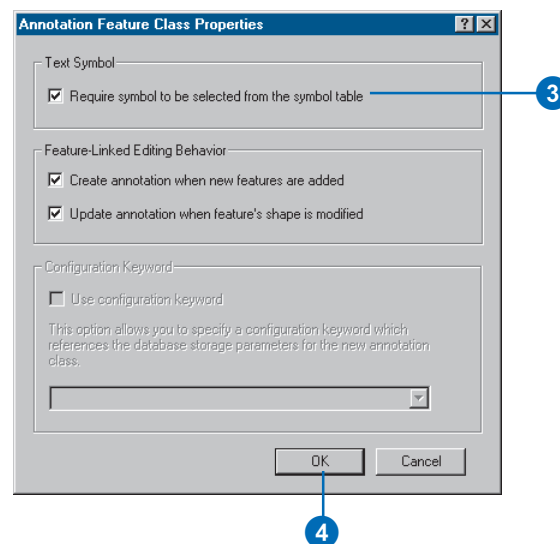 Annotation Feature Class Properties
? ×
Text Symbol
Require symbol to be selected from the symbol table
3
Feature-Linked Editing Behavior
Create annotation when new features are added
Update annotation when feature's shape is modified
Configuration Keyword
Use configuration keyword
This option allows you to specify a configuration keyword which
references the database storage parameters for the new annotation
class.
OK
Cancel
4